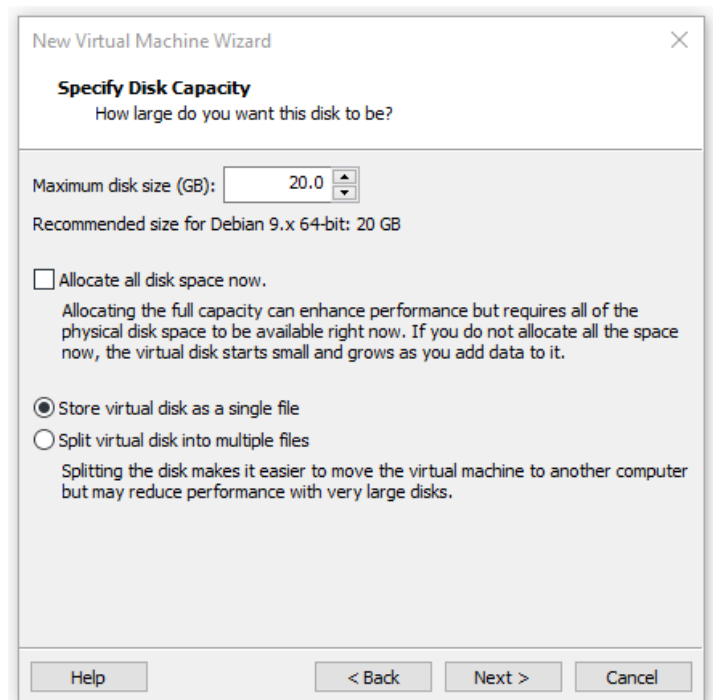 New Virtual Machine Wizard
Specify Disk Capacity
How large do you want this disk to be?
Maximum disk size (GB): 20.0
Recommended size for Debian 9.x 64-bit: 20 GB
Allocate all disk space now.
Allocating the full capacity can enhance performance but requires all of the
physical disk space to be available right now. If you do not allocate all the space
now, the virtual disk starts small and grows as you add data to it.
Store virtual disk as a single file
Split virtual disk into multiple files
Splitting the disk makes it easier to move the virtual machine to another computer
but may reduce performance with very large disks.
Help < Back Next > Cancel